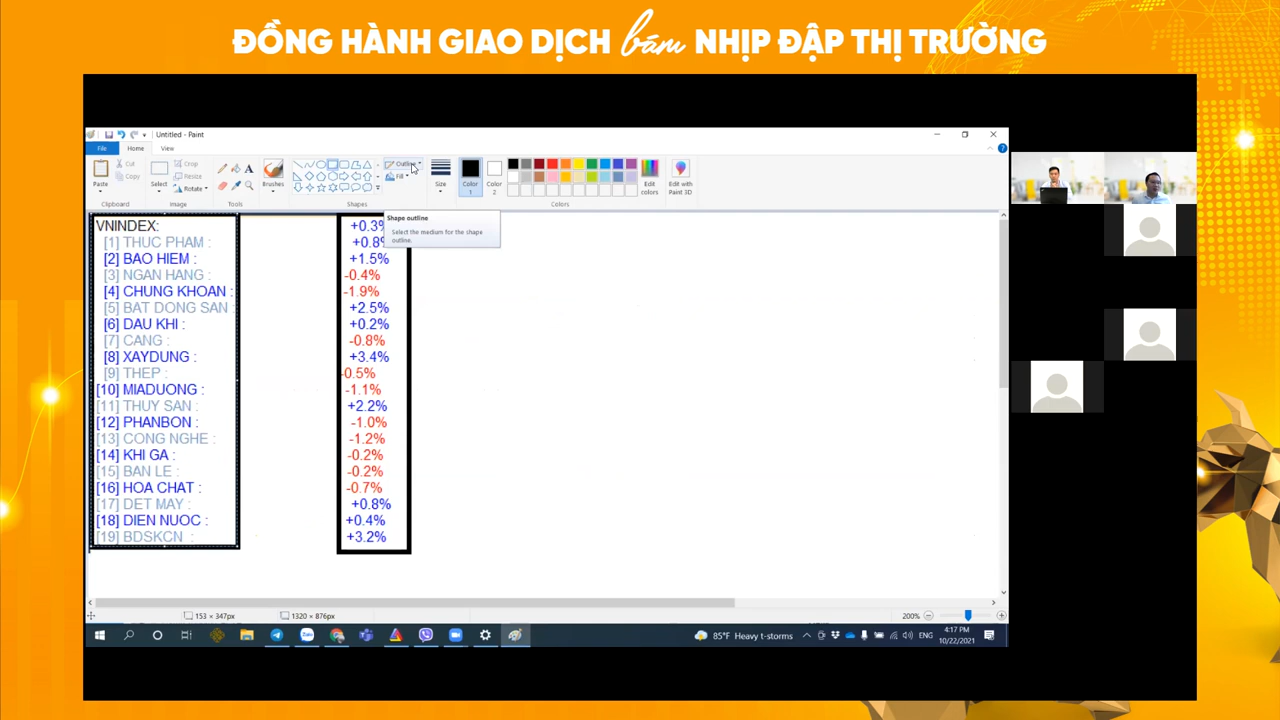 ĐỒNG HÀNH GIAO DỊCH bám NHỊP ĐẬP THỊ TRƯỜNG
Untitled - Paint
File Home View
Paste
Cut
Copy
Clipboard
Select
Crop
Resize
Rotate
Image
Tools
Brushes
Shapes
Outline
Fill
Size
Color 1
Color 2
Colors
Edit colors
Edit with Paint 3D
Shape outline
Select the medium for the shape
outline.
VNINDEX: +0.3%
[1] THUC PHAM : +0.8
[2] BAO HIEM : +1.5%
[3] NGAN HANG : -0.4%
[4] CHUNG KHOAN : -1.9%
[5] BAT DONG SAN : +2.5%
[6] DAU KHI : +0.2%
[7] CANG : -0.8%
[8] XAYDUNG : +3.4%
[9] THEP : -0.5%
[10] MIADUONG : -1.1%
[11] THUY SAN : +2.2%
[12] PHANBON : -1.0%
[13] CONG NGHE : -1.2%
[14] KHI GA : -0.2%
[15] BAN LE : -0.2%
[16] HOA CHAT : -0.7%
[17] DET MAY : +0.8%
[18] DIEN NUOC : +0.4%
[19] BDSKCN : +3.2%
153 × 347px 1320 × 876px 200%
85°F Heavy t-storms ENG 4:17 PM
10/22/2021